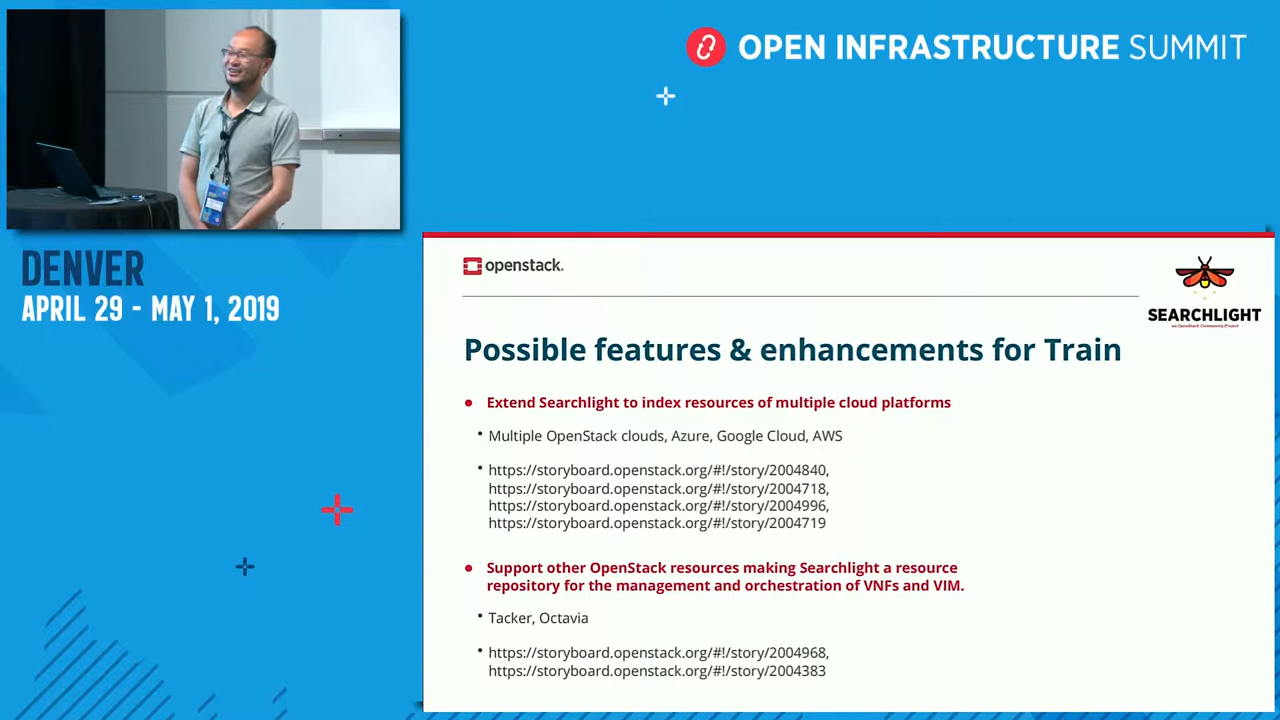 OPEN INFRASTRUCTURE SUMMIT
DENVER
APRIL 29 - MAY 1, 2019
openstack.
SEARCHLIGHT
an OpenStack Community Project
Possible features & enhancements for Train
• Extend Searchlight to index resources of multiple cloud platforms
• Multiple OpenStack clouds, Azure, Google Cloud, AWS
• https://storyboard.openstack.org/#!/story/2004840,
https://storyboard.openstack.org/#!/story/2004718,
https://storyboard.openstack.org/#!/story/2004996,
https://storyboard.openstack.org/#!/story/2004719
• Support other OpenStack resources making Searchlight a resource
repository for the management and orchestration of VNFs and VIM.
• Tacker, Octavia
• https://storyboard.openstack.org/#!/story/2004968,
https://storyboard.openstack.org/#!/story/2004383